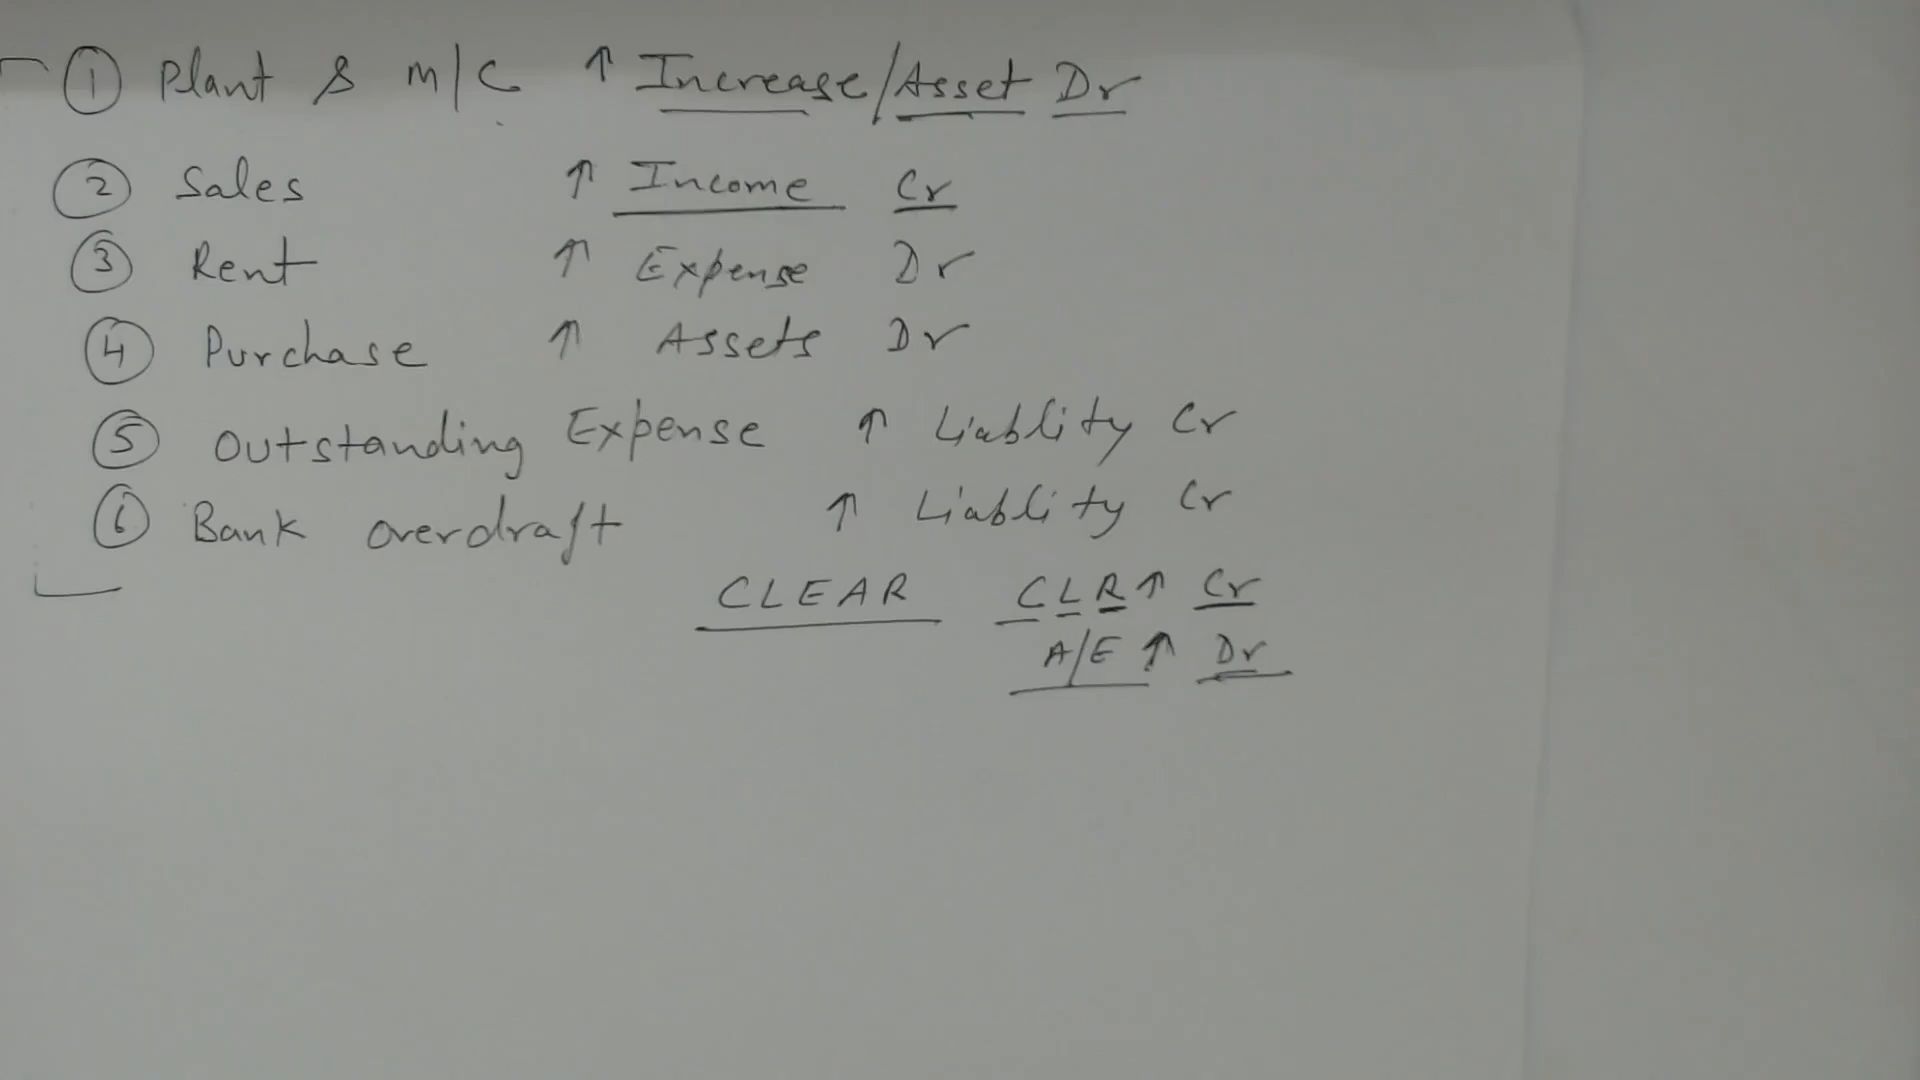 ① Plant & M/C ↑ Increase/Asset Dr
② Sales ↑ Income Cr
③ Rent ↑ Expense Dr
④ Purchase ↑ Assets Dr
⑤ Outstanding Expense ↑ Liablity Cr
⑥ Bank overdraft ↑ Liablity Cr
CLEAR CLR↑ Cr
A/E ↑ Dr